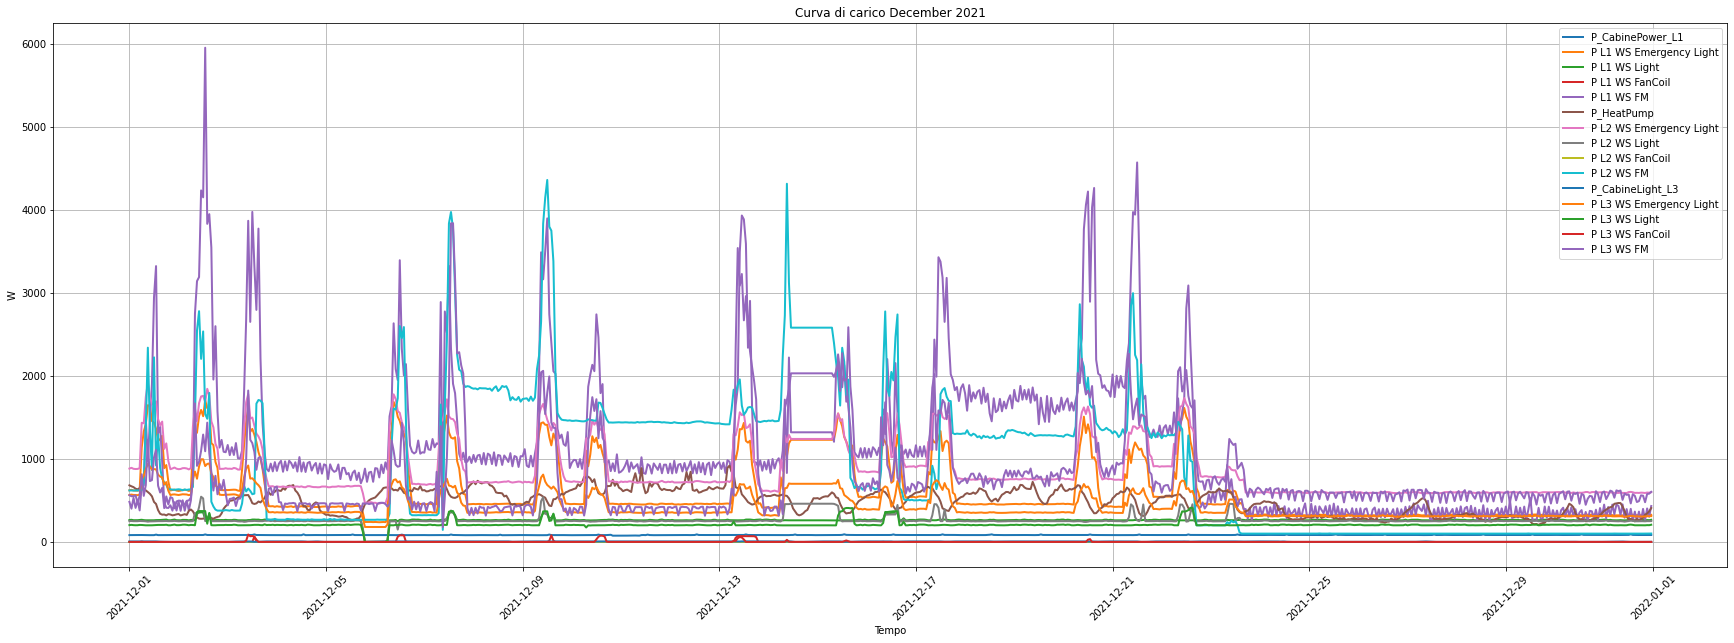 Curva di carico December 2021
6000
5000
4000
3000
2000
1000
0
W
P_CabinePower_L1
P L1 WS Emergency Light
P L1 WS Light
P L1 WS FanCoil
P L1 WS FM
P_HeatPump
P L2 WS Emergency Light
P L2 WS Light
P L2 WS FanCoil
P L2 WS FM
P_CabineLight_L3
P L3 WS Emergency Light
P L3 WS Light
P L3 WS FanCoil
P L3 WS FM
2021-12-01
2021-12-05
2021-12-09
2021-12-13
2021-12-17
2021-12-21
2021-12-25
2021-12-29
2022-01-01
Tempo